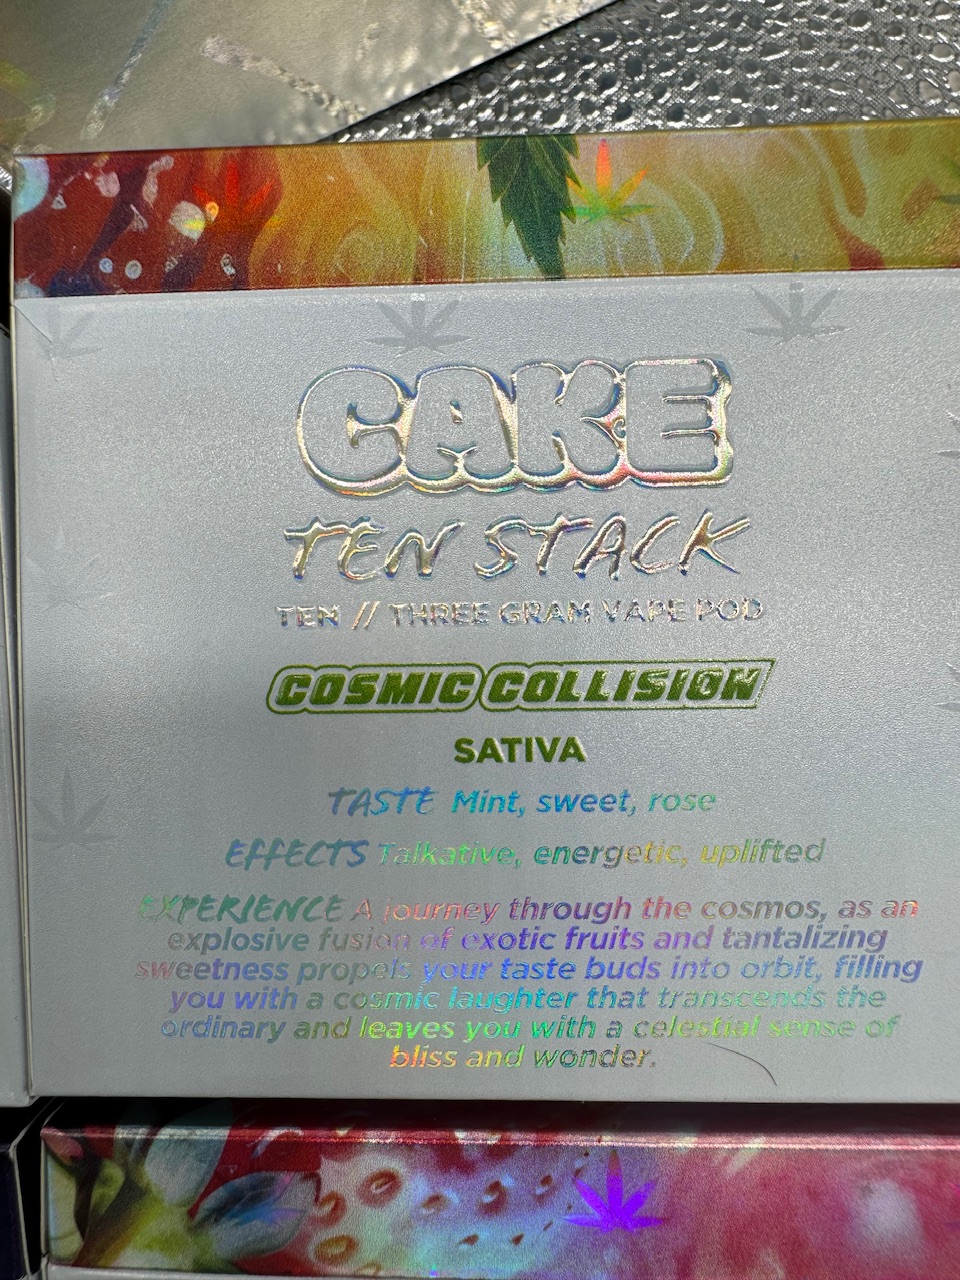 CAKE
TEN STACK
TEN // THREE GRAM VAPE POD
COSMIC COLLISION
SATIVA
TASTE Mint, sweet, rose
EFFECTS Talkative, energetic, uplifted
EXPERIENCE A journey through the cosmos, as an
explosive fusion of exotic fruits and tantalizing
sweetness propels your taste buds into orbit, filling
you with a cosmic laughter that transcends the
ordinary and leaves you with a celestial sense of
bliss and wonder.